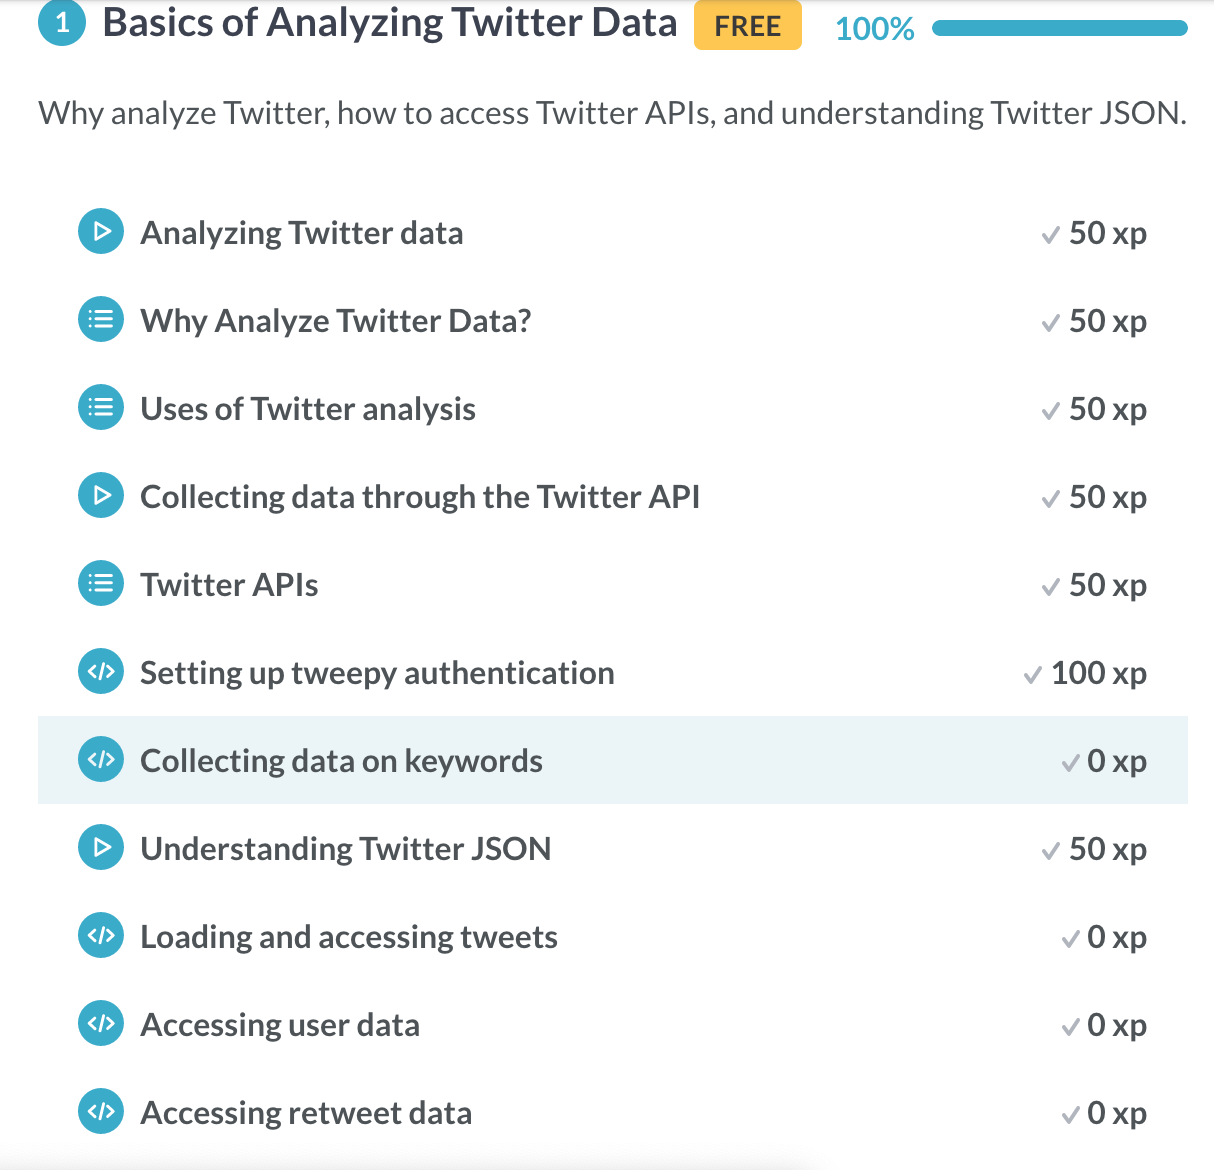 1 Basics of Analyzing Twitter Data FREE 100%
Why analyze Twitter, how to access Twitter APIs, and understanding Twitter JSON.
Analyzing Twitter data 50 xp
Why Analyze Twitter Data? 50 xp
Uses of Twitter analysis 50 xp
Collecting data through the Twitter API 50 xp
Twitter APIs 50 xp
</> Setting up tweepy authentication 100 xp
</> Collecting data on keywords 0 xp
Understanding Twitter JSON 50 xp
</> Loading and accessing tweets 0 xp
</> Accessing user data 0 xp
</> Accessing retweet data 0 xp